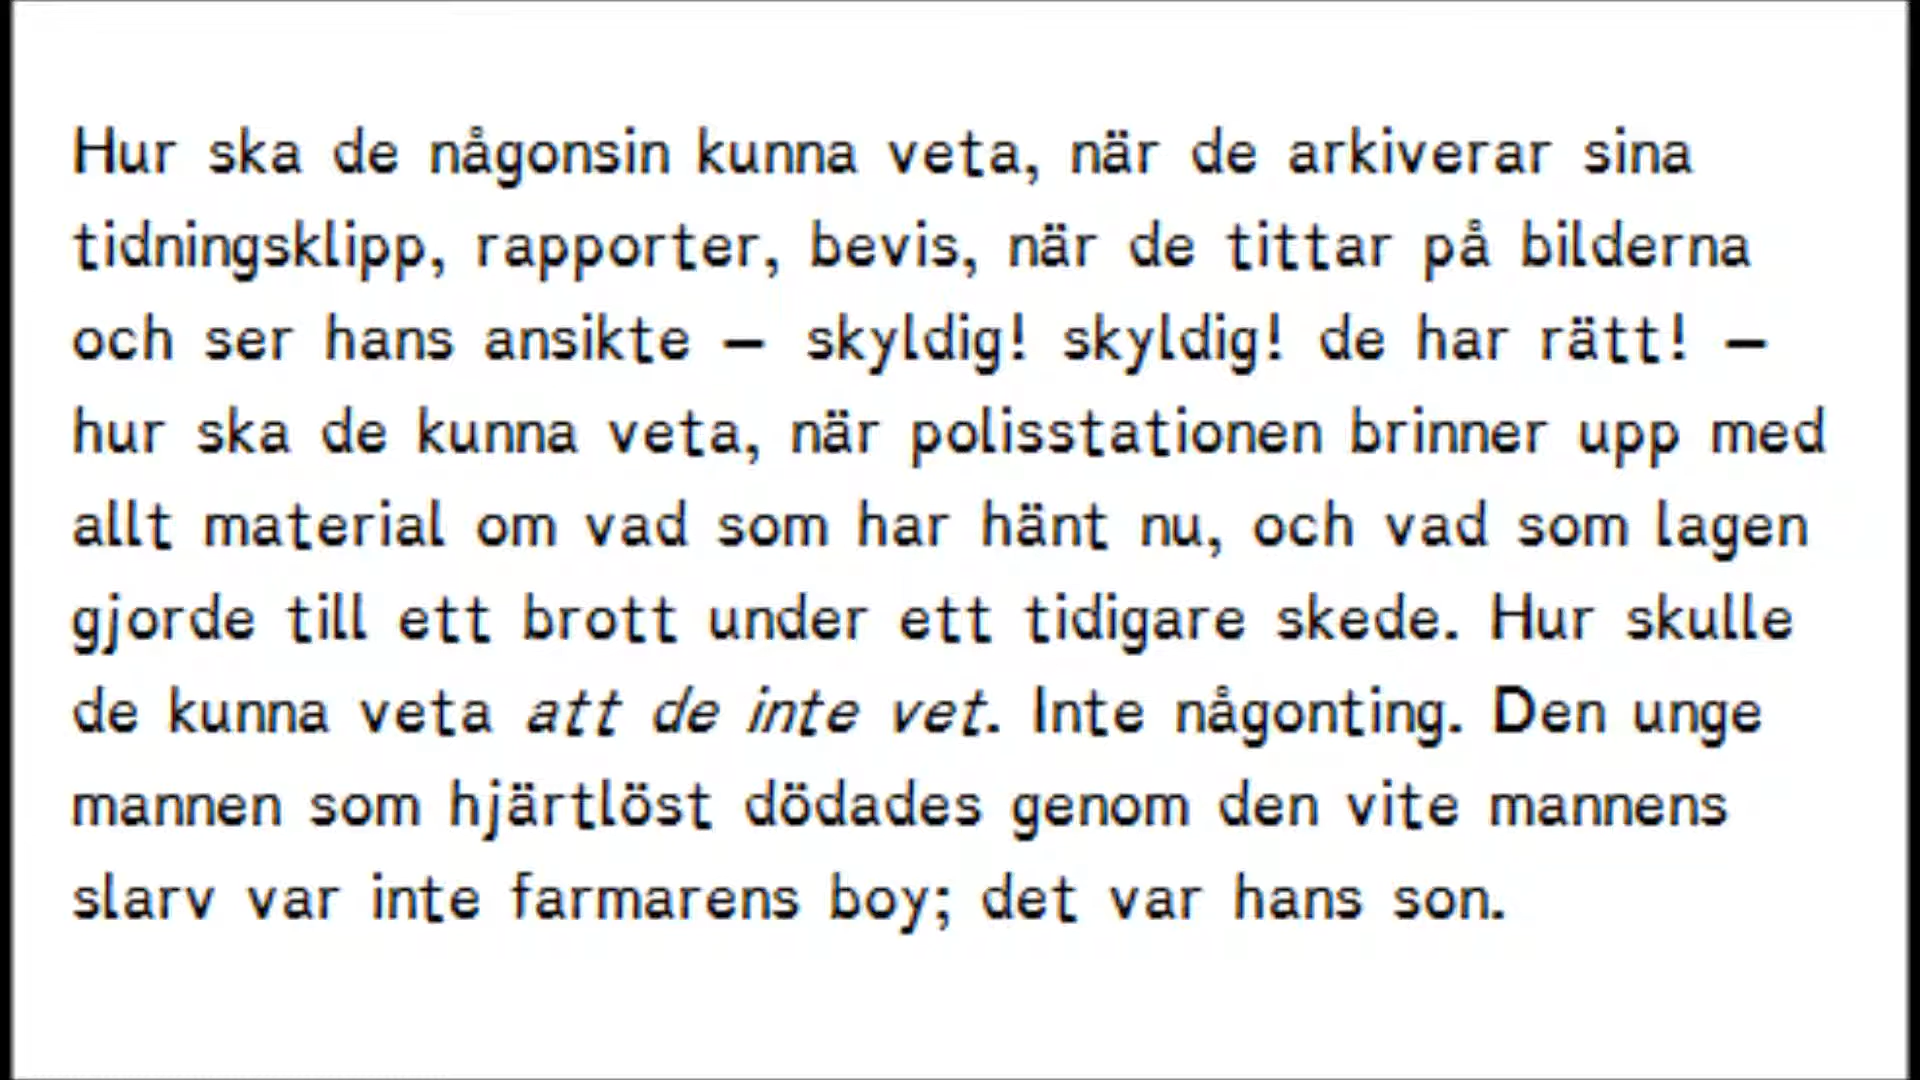 Hur ska de någonsin kunna veta, när de arkiverar sina
tidningsklipp, rapporter, bevis, när de tittar på bilderna
och ser hans ansikte – skyldig! skyldig! de har rätt! –
hur ska de kunna veta, när polisstationen brinner upp med
allt material om vad som har hänt nu, och vad som lagen
gjorde till ett brott under ett tidigare skede. Hur skulle
de kunna veta att de inte vet. Inte någonting. Den unge
mannen som hjärtlöst dödades genom den vite mannens
slarv var inte farmarens boy; det var hans son.